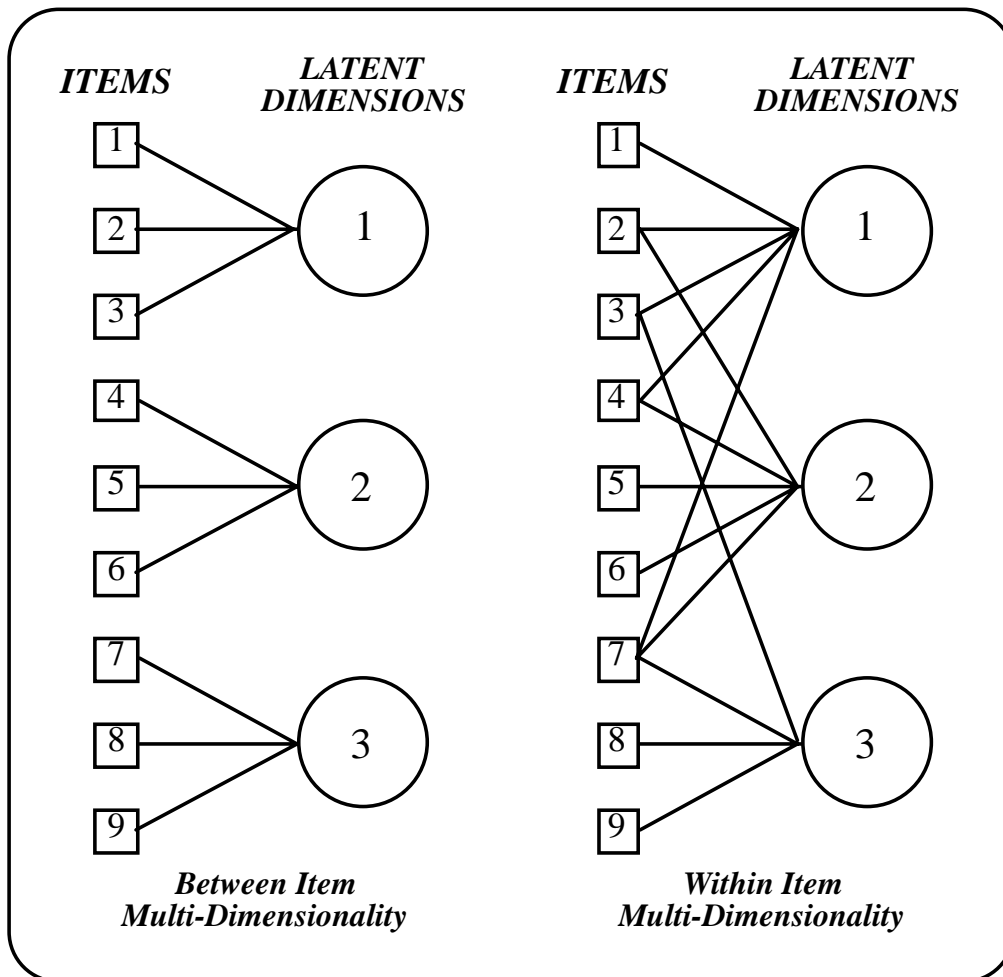 ITEMS
LATENT
DIMENSIONS
1
2
3
4
5
6
7
8
9
1
2
3
Between Item
Multi-Dimensionality
ITEMS
LATENT
DIMENSIONS
1
2
3
4
5
6
7
8
9
1
2
3
Within Item
Multi-Dimensionality